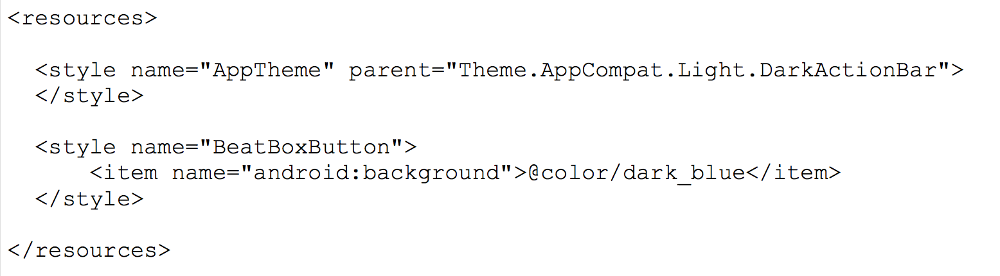 <resources>
<style name="AppTheme" parent="Theme.AppCompat.Light.DarkActionBar">
</style>
<style name="BeatBoxButton">
<item name="android:background">@color/dark_blue</item>
</style>
</resources>